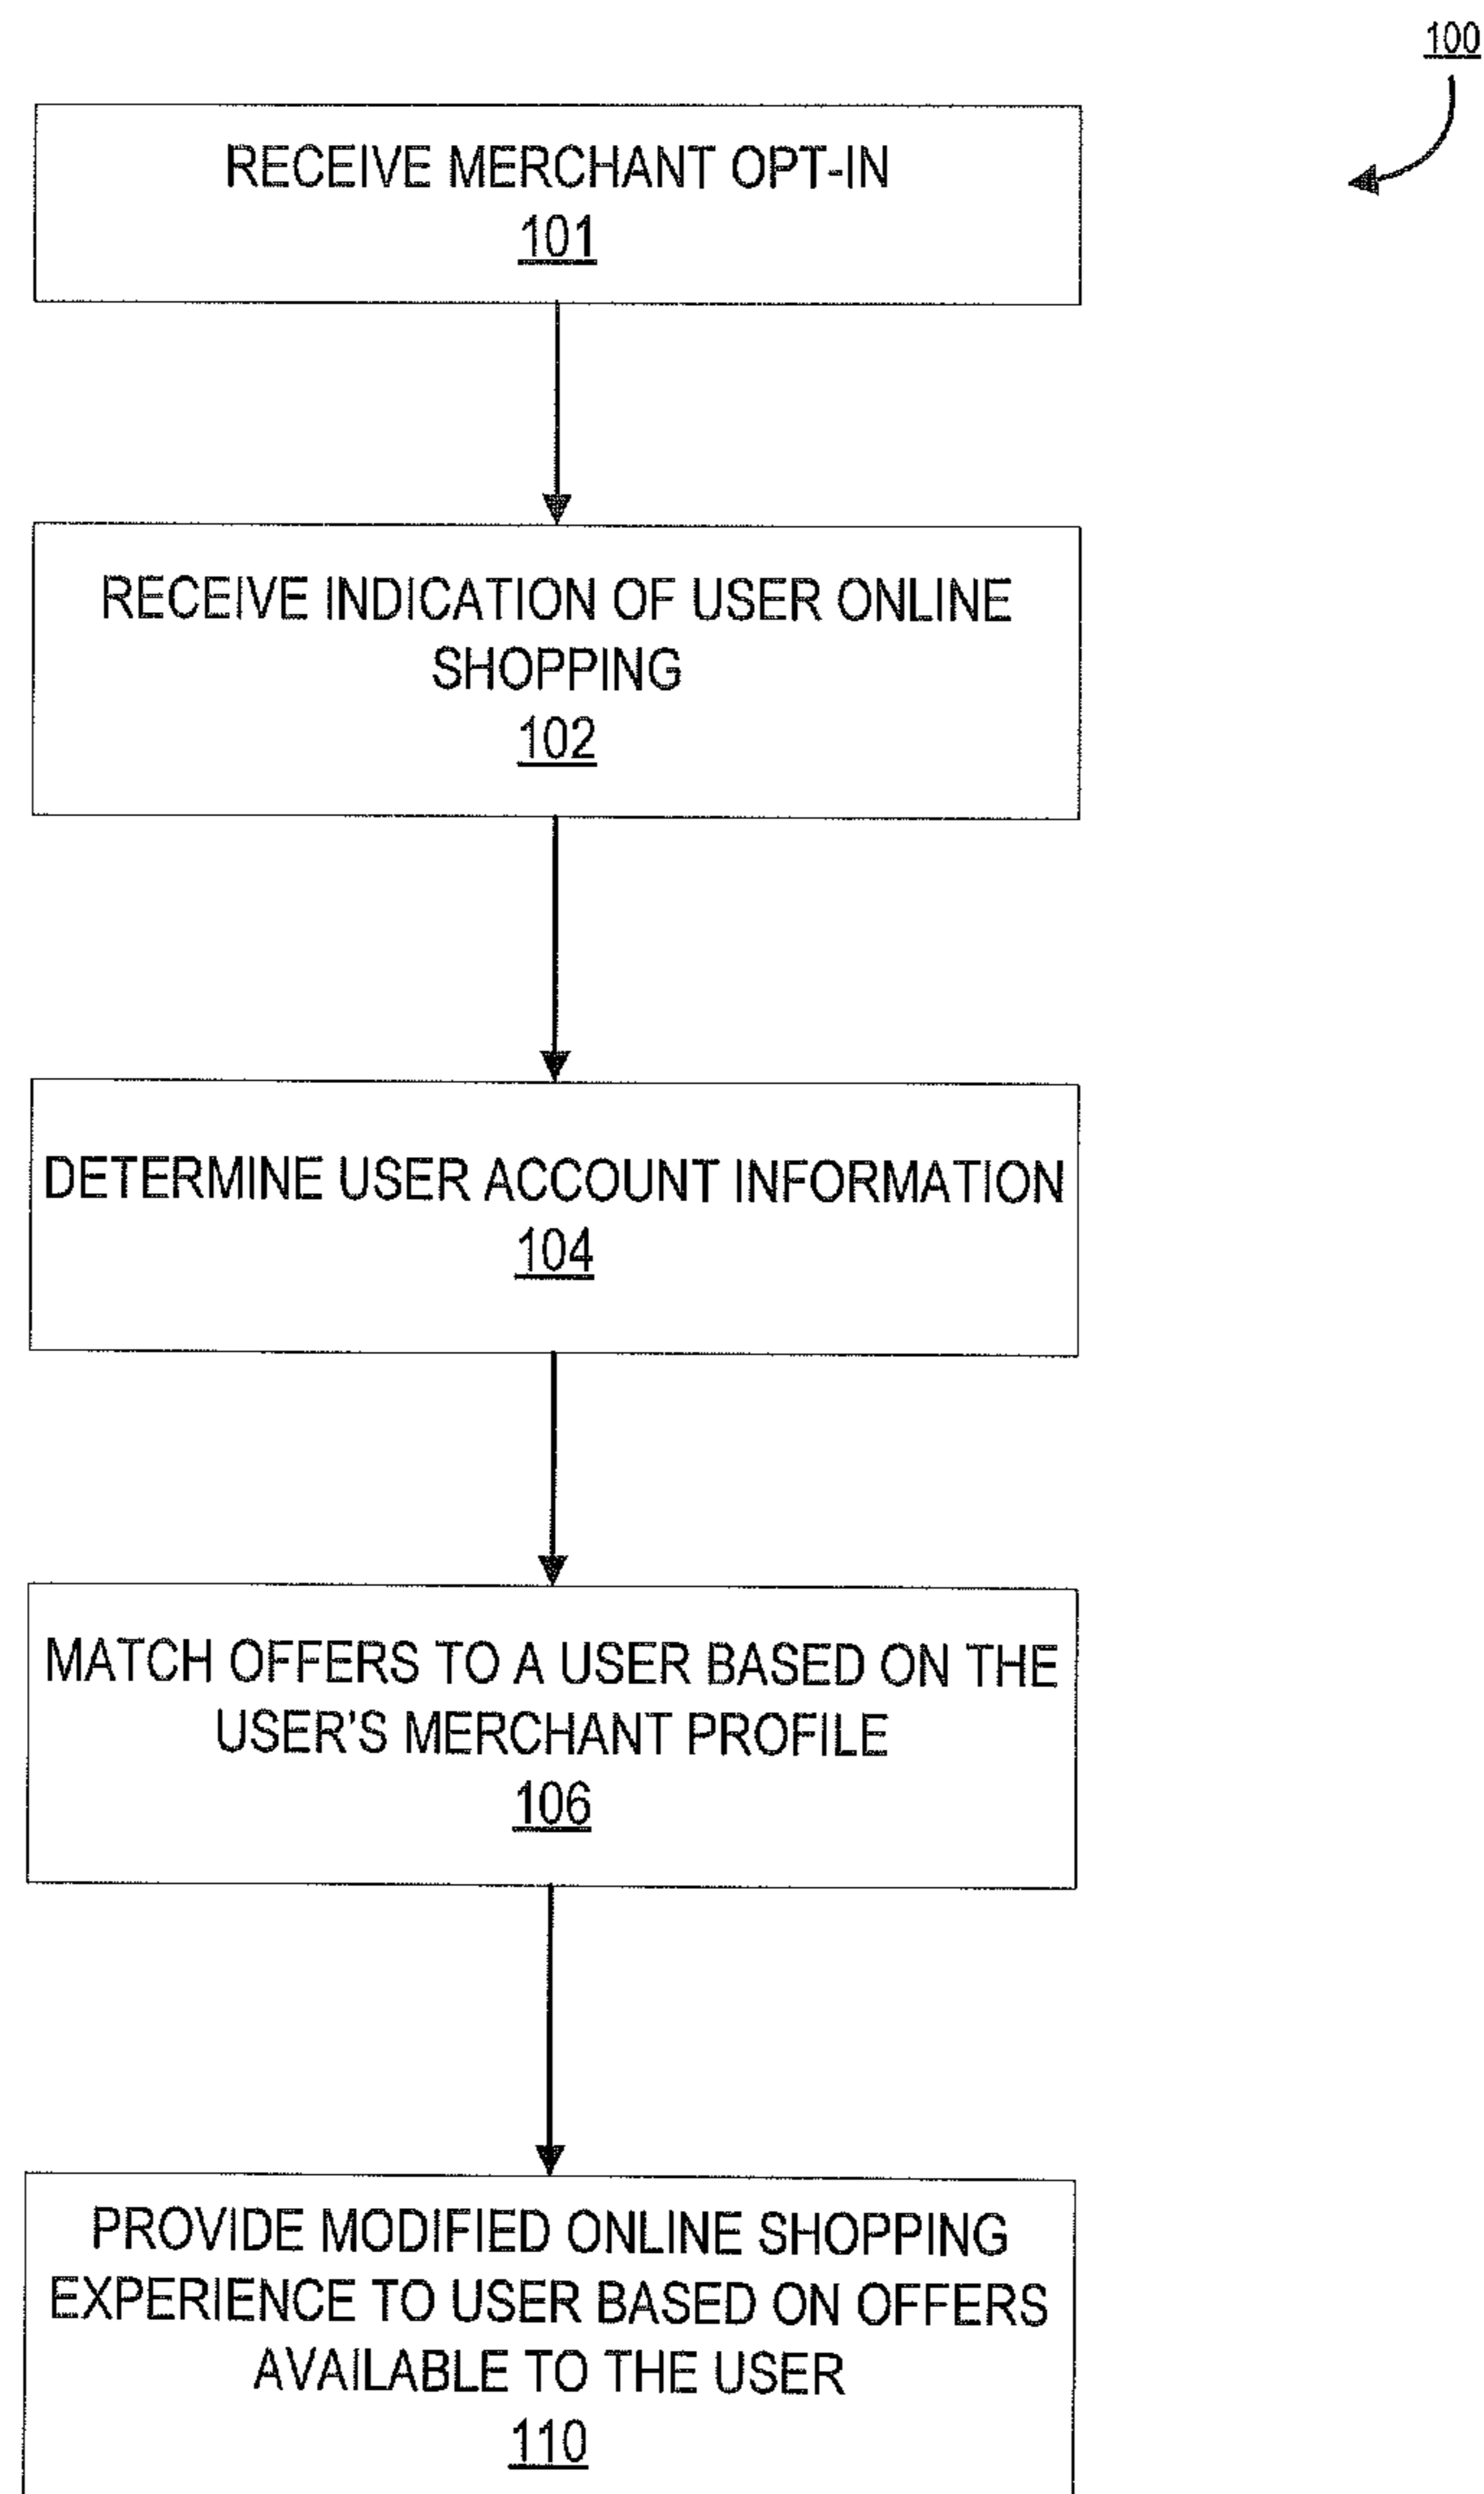 100
RECEIVE MERCHANT OPT-IN
101
RECEIVE INDICATION OF USER ONLINE
SHOPPING
102
DETERMINE USER ACCOUNT INFORMATION
104
MATCH OFFERS TO A USER BASED ON THE
USER'S MERCHANT PROFILE
106
PROVIDE MODIFIED ONLINE SHOPPING
EXPERIENCE TO USER BASED ON OFFERS
AVAILABLE TO THE USER
110